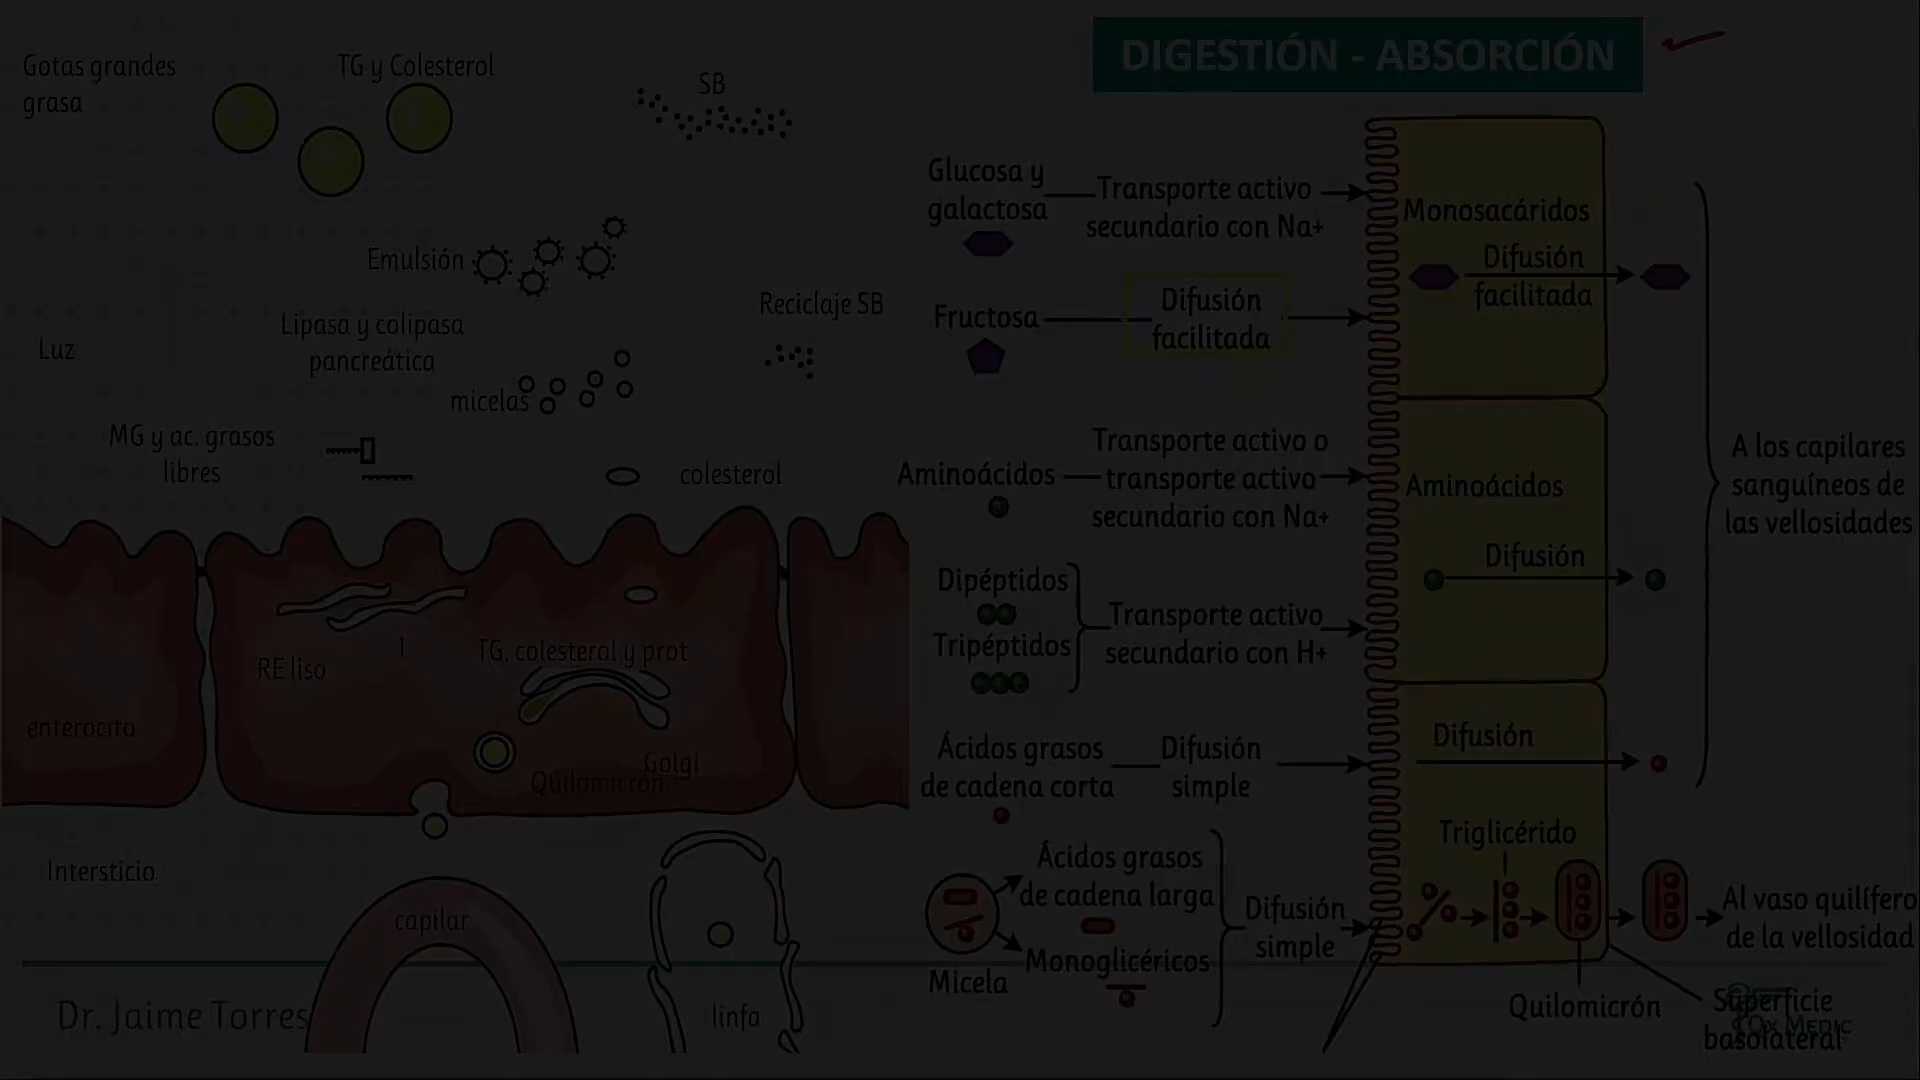 DIGESTIÓN - ABSORCIÓN
Gotas grandes
grasa
TG y Colesterol
SB
Emulsión
Reciclaje SB
Lipasa y colipasa
pancreática
Luz
micelas
MG y ac. grasos
libres
colesterol
RE liso
TG, colesterol y prot
enterocito
Golgi
Quilomicrón
Intersticio
capilar
linfa
Dr. Jaime Torres
Glucosa y
galactosa
Transporte activo
secundario con Na+
Monosacáridos
Difusión
facilitada
Fructosa
Difusión
facilitada
Aminoácidos
Transporte activo o
transporte activo
secundario con Na+
Aminoácidos
Difusión
A los capilares
sanguíneos de
las vellosidades
Dipéptidos
Tripéptidos
Transporte activo
secundario con H+
Ácidos grasos
de cadena corta
Difusión
simple
Difusión
Triglicérido
Ácidos grasos
de cadena larga
Monoglicéricos
Micela
Difusión
simple
Al vaso quilífero
de la vellosidad
Quilomicrón
Superficie
basolateral